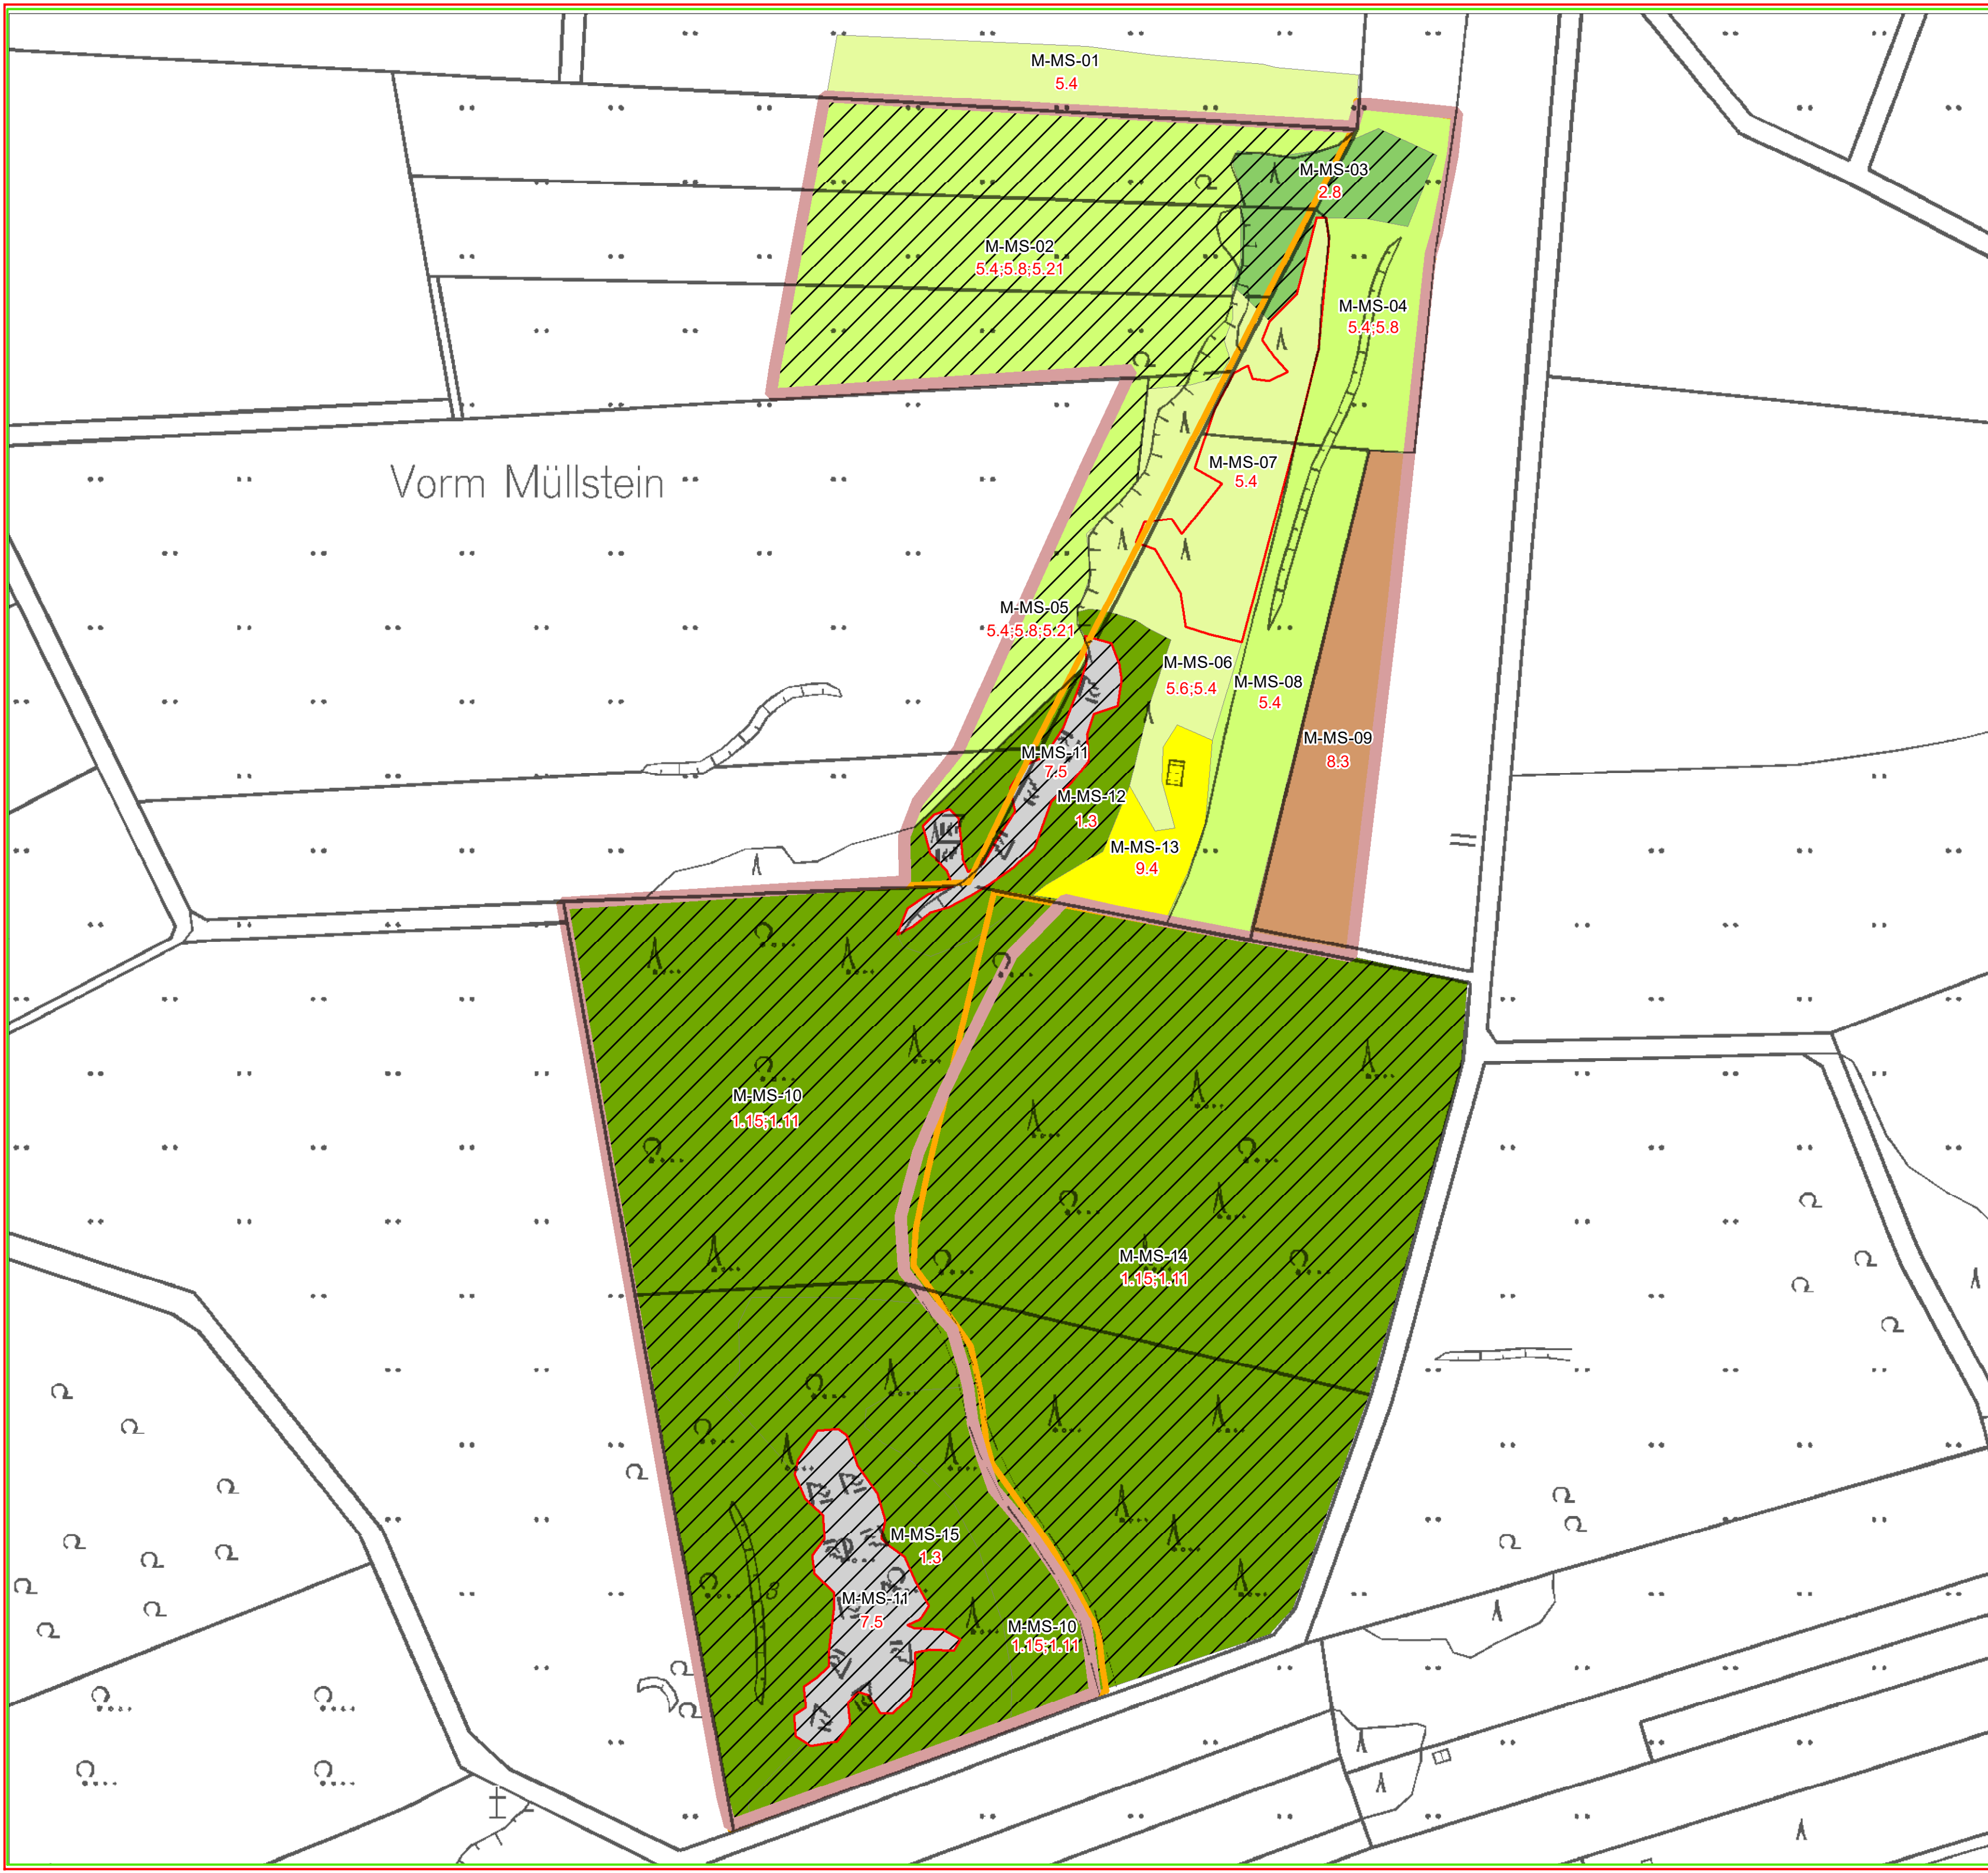 M-MS-01
5.4
M-MS-03
2.8
M-MS-02
5.4;5.8;5.21
M-MS-04
5.4;5.8
M-MS-07
5.4
Vorm Müllstein
M-MS-05
5.4;5.8;5.21
M-MS-06
5.6;5.4
M-MS-08
5.4
M-MS-09
8.3
M-MS-11
7.5
M-MS-12
1.3
M-MS-13
9.4
M-MS-10
1.15;1.11
M-MS-14
1.15;1.11
M-MS-15
1.3
8
M-MS-11
7.5
M-MS-10
1.15;1.11